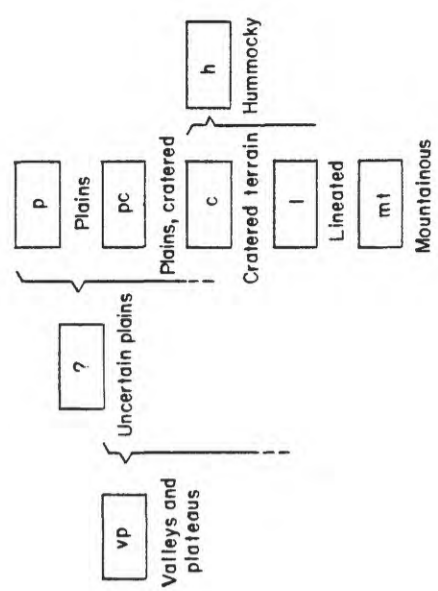 vp
Valleys and
plateaus
?
Uncertain plains
p
Plains
pc
Plains, cratered
c
Cratered terrain
l
Lineated
mt
Mountainous
h
Hummocky